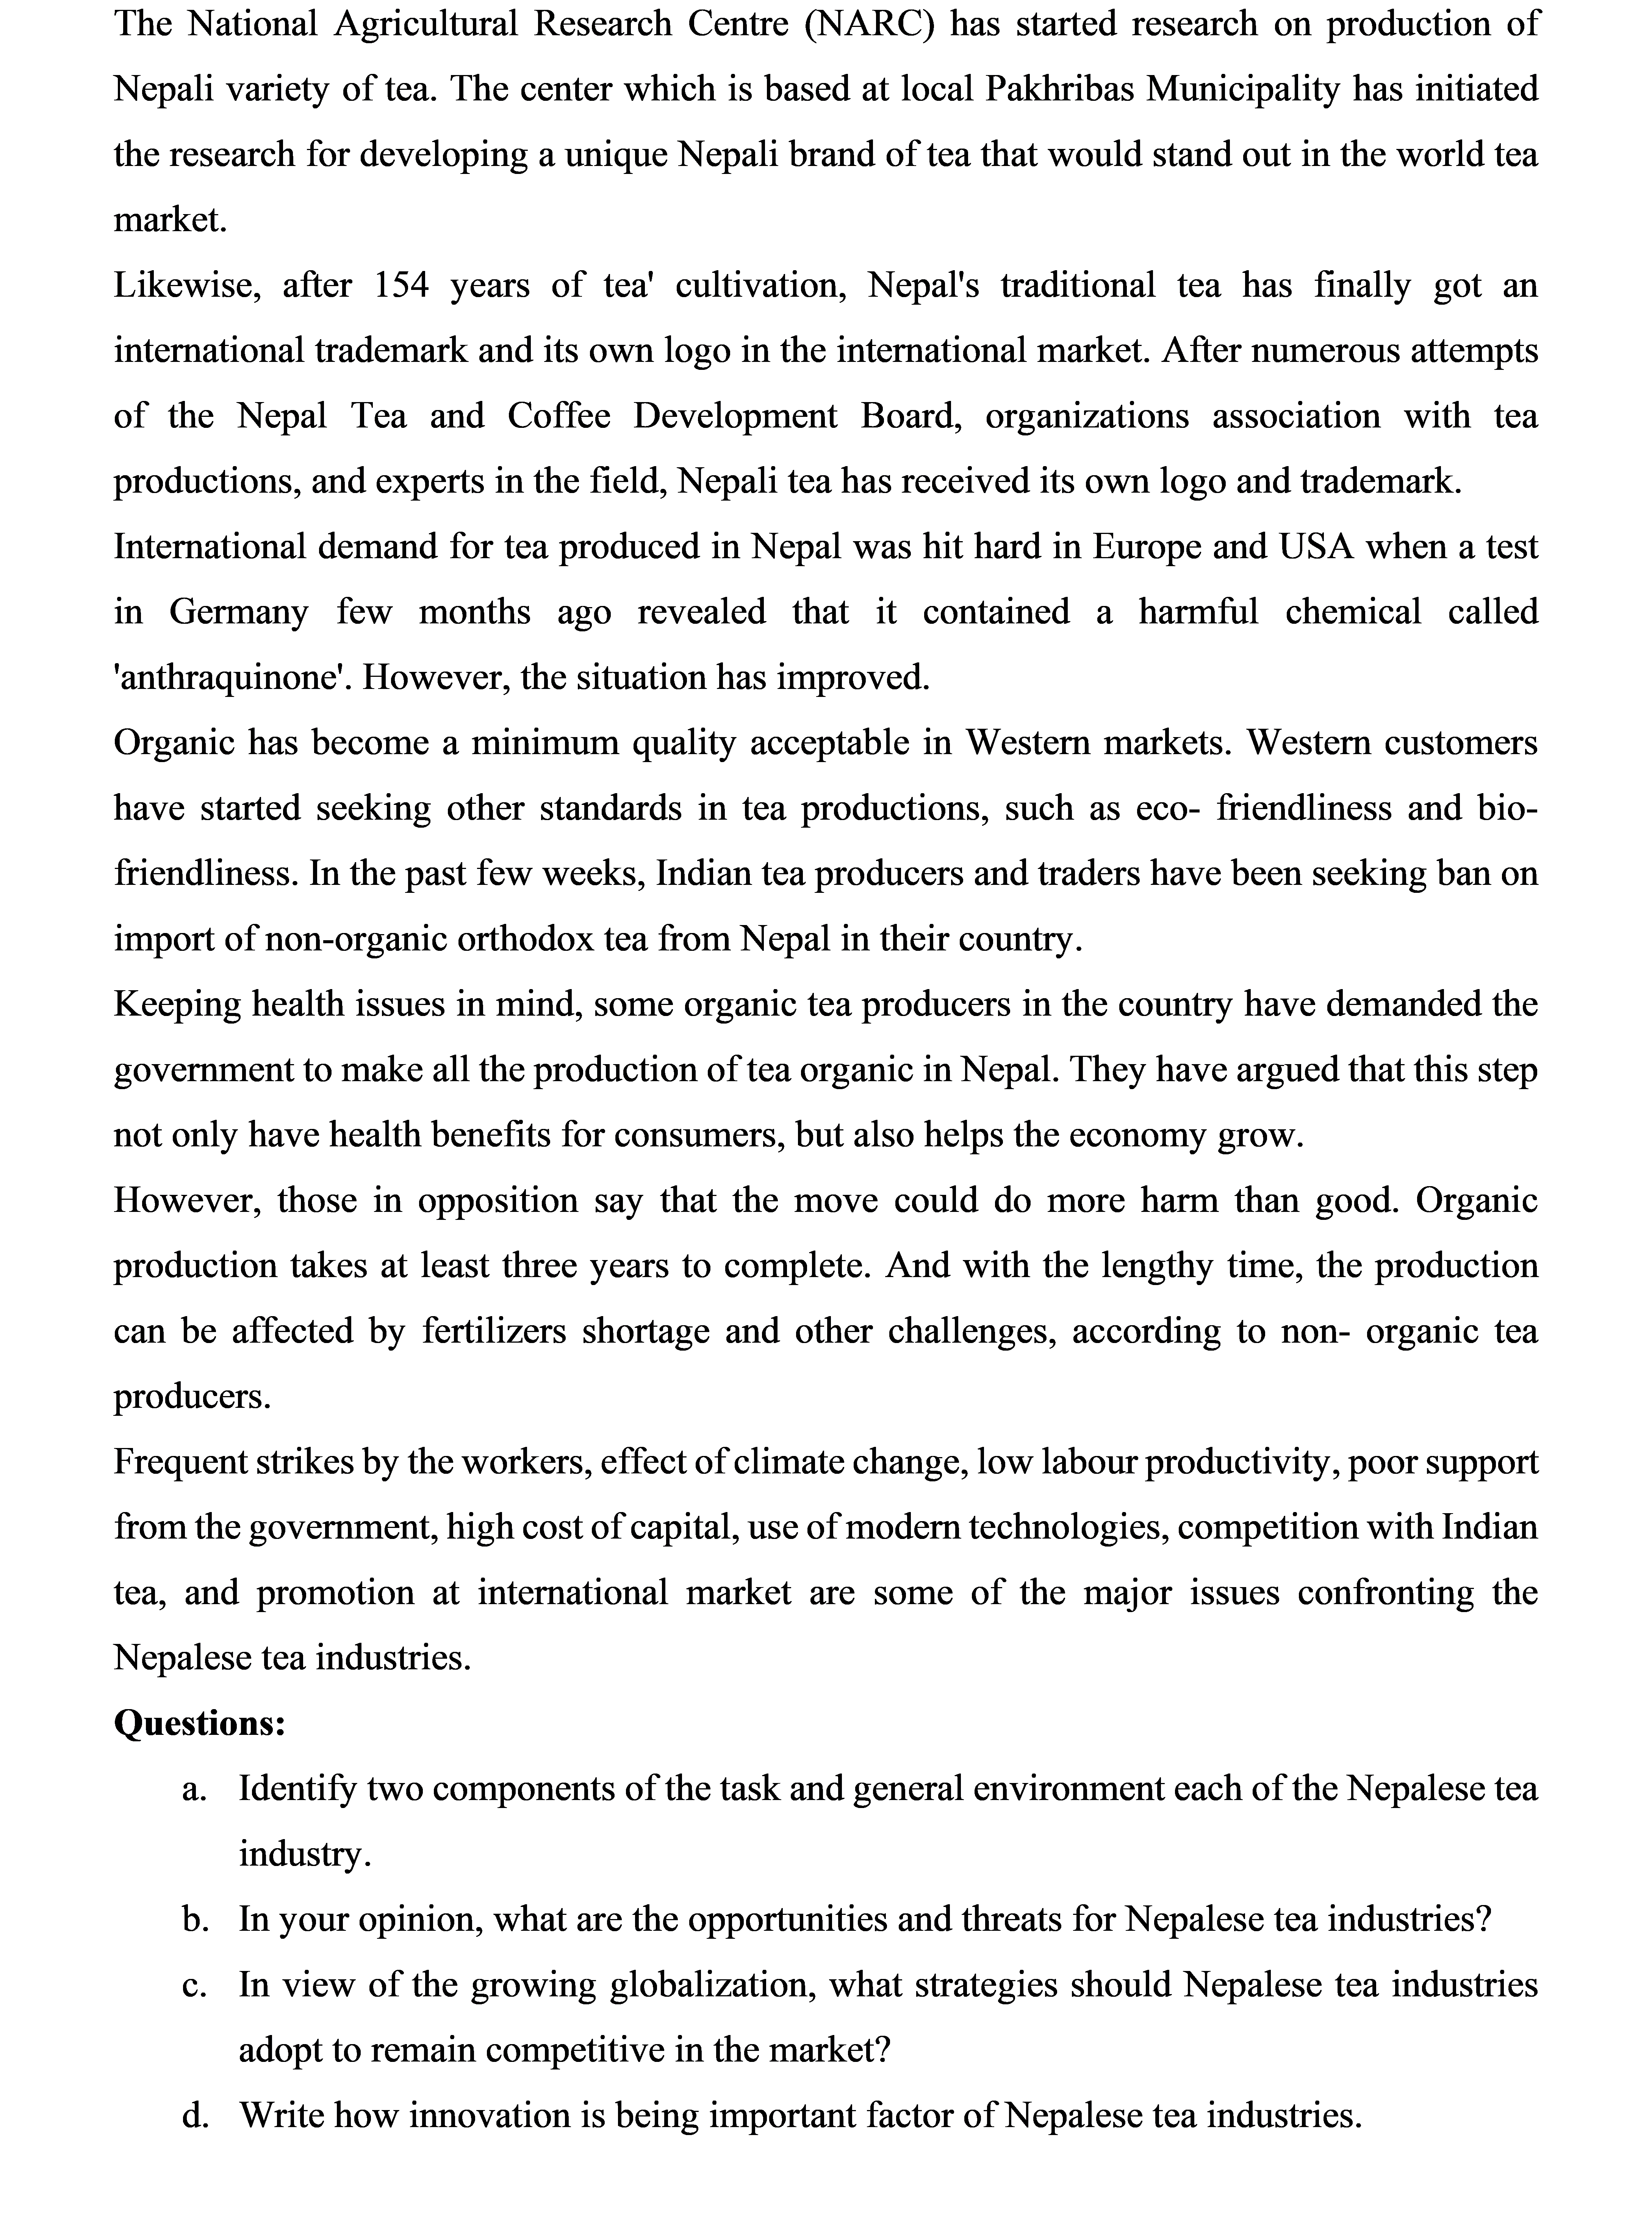 The National Agricultural Research Centre (NARC) has started research on production of
Nepali variety of tea. The center which is based at local Pakhribas Municipality has initiated
the research for developing a unique Nepali brand of tea that would stand out in the world tea
market.
Likewise, after 154 years of tea' cultivation, Nepal's traditional tea has finally got an
international trademark and its own logo in the international market. After numerous attempts
of the Nepal Tea and Coffee Development Board, organizations association with tea
productions, and experts in the field, Nepali tea has received its own logo and trademark.
International demand for tea produced in Nepal was hit hard in Europe and USA when a test
in Germany few months ago revealed that it contained a harmful chemical called
'anthraquinone'. However, the situation has improved.
Organic has become a minimum quality acceptable in Western markets. Western customers
have started seeking other standards in tea productions, such as eco- friendliness and bio-
friendliness. In the past few weeks, Indian tea producers and traders have been seeking ban on
import of non-organic orthodox tea from Nepal in their country.
Keeping health issues in mind, some organic tea producers in the country have demanded the
government to make all the production of tea organic in Nepal. They have argued that this step
not only have health benefits for consumers, but also helps the economy grow.
However, those in opposition say that the move could do more harm than good. Organic
production takes at least three years to complete. And with the lengthy time, the production
can be affected by fertilizers shortage and other challenges, according to non- organic tea
producers.
Frequent strikes by the workers, effect of climate change, low labour productivity, poor support
from the government, high cost of capital, use of modern technologies, competition with Indian
tea, and promotion at international market are some of the major issues confronting the
Nepalese tea industries.
Questions:
a. Identify two components of the task and general environment each of the Nepalese tea
industry.
b. In your opinion, what are the opportunities and threats for Nepalese tea industries?
c. In view of the growing globalization, what strategies should Nepalese tea industries
adopt to remain competitive in the market?
d. Write how innovation is being important factor of Nepalese tea industries.